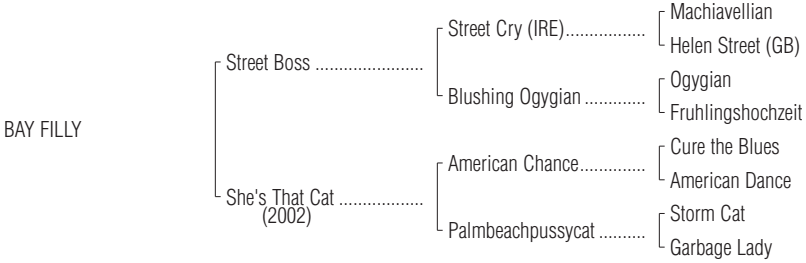 Machiavellian
Street Cry (IRE).................
Helen Street (GB)
Street Boss .......................
Ogygian
Blushing Ogygian .............
Fruhlingshochzeit
BAY FILLY
Cure the Blues
American Chance..............
American Dance
She's That Cat ..................
(2002)
Storm Cat
Palmbeachpussycat ..........
Garbage Lady